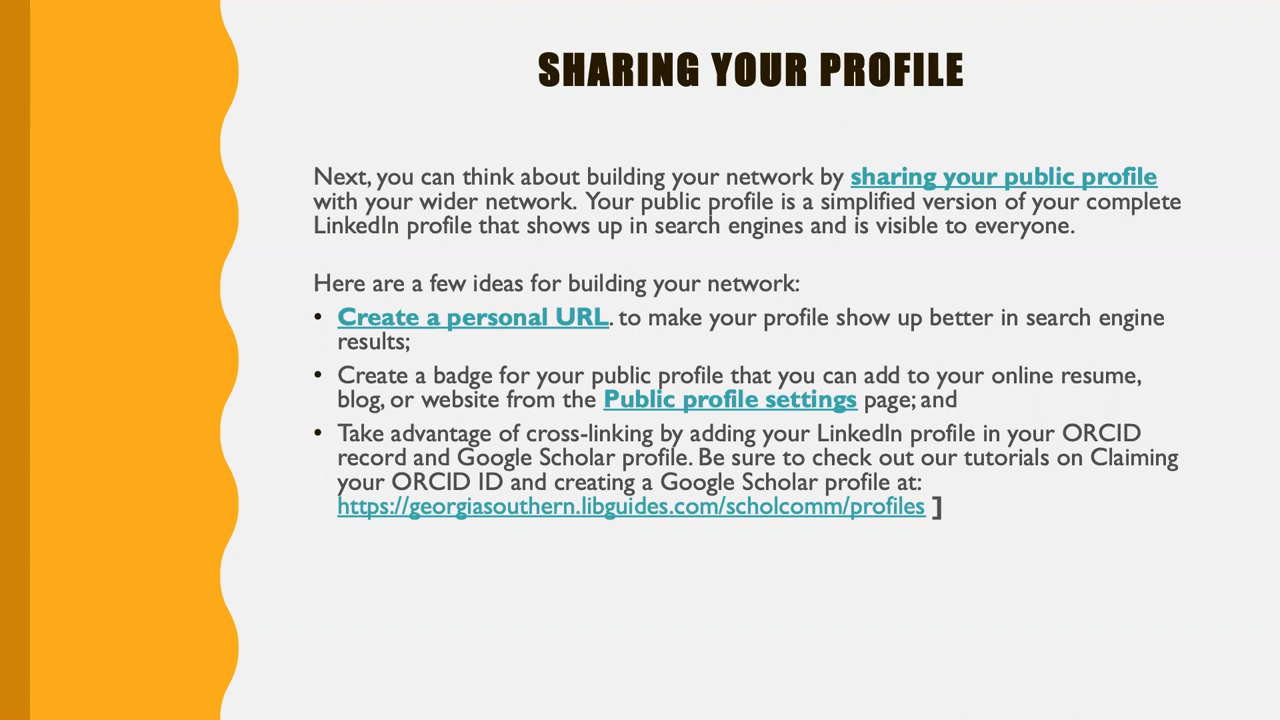 SHARING YOUR PROFILE
Next, you can think about building your network by sharing your public profile
with your wider network. Your public profile is a simplified version of your complete
LinkedIn profile that shows up in search engines and is visible to everyone.
Here are a few ideas for building your network:
• Create a personal URL. to make your profile show up better in search engine
results;
• Create a badge for your public profile that you can add to your online resume,
blog, or website from the Public profile settings page; and
• Take advantage of cross-linking by adding your LinkedIn profile in your ORCID
record and Google Scholar profile. Be sure to check out our tutorials on Claiming
your ORCID ID and creating a Google Scholar profile at:
https://georgiasouthern.libguides.com/scholcomm/profiles ]